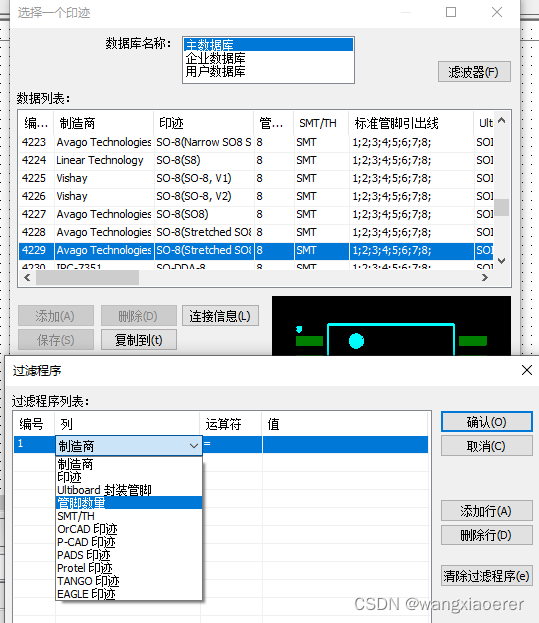 选择一个印迹
数据库名称：
主数据库
企业数据库
用户数据库
滤波器(F)
数据列表：
编... 制造商 印迹 管... SMT/TH 标准管脚引出线 Ult
4223 Avago Technologies SO-8(Narrow SO8 S 8 SMT 1;2;3;4;5;6;7;8; SOI
4224 Linear Technology SO-8(S8) 8 SMT 1;2;3;4;5;6;7;8; SOI
4225 Vishay SO-8(SO-8, V1) 8 SMT 1;2;3;4;5;6;7;8; SOI
4226 Vishay SO-8(SO-8, V2) 8 SMT 1;2;3;4;5;6;7;8; SOI
4227 Avago Technologies SO-8(SO8) 8 SMT 1;2;3;4;5;6;7;8; SOI
4228 Avago Technologies SO-8(Stretched SO8 8 SMT 1;2;3;4;5;6;7;8; SOI
4229 Avago Technologies SO-8(Stretched SO8 8 SMT 1;2;3;4;5;6;7;8; SOI
4230 IPC-7351 SO-DDA-8 8 SMT 1;2;3;4;5;6;7;8; SOI
添加(A) 删除(D) 连接信息(L)
保存(S) 复制到(t)
过滤程序
过滤程序列表：
编号 列 运算符 值
1 制造商 =
制造商
印迹
Ultiboard 封装管脚
管脚数量
SMT/TH
OrCAD 印迹
P-CAD 印迹
PADS 印迹
Protel 印迹
TANGO 印迹
EAGLE 印迹
确认(O)
取消(C)
添加行(A)
删除行(D)
清除过滤程序(e)
CSDN @wangxiaoerer